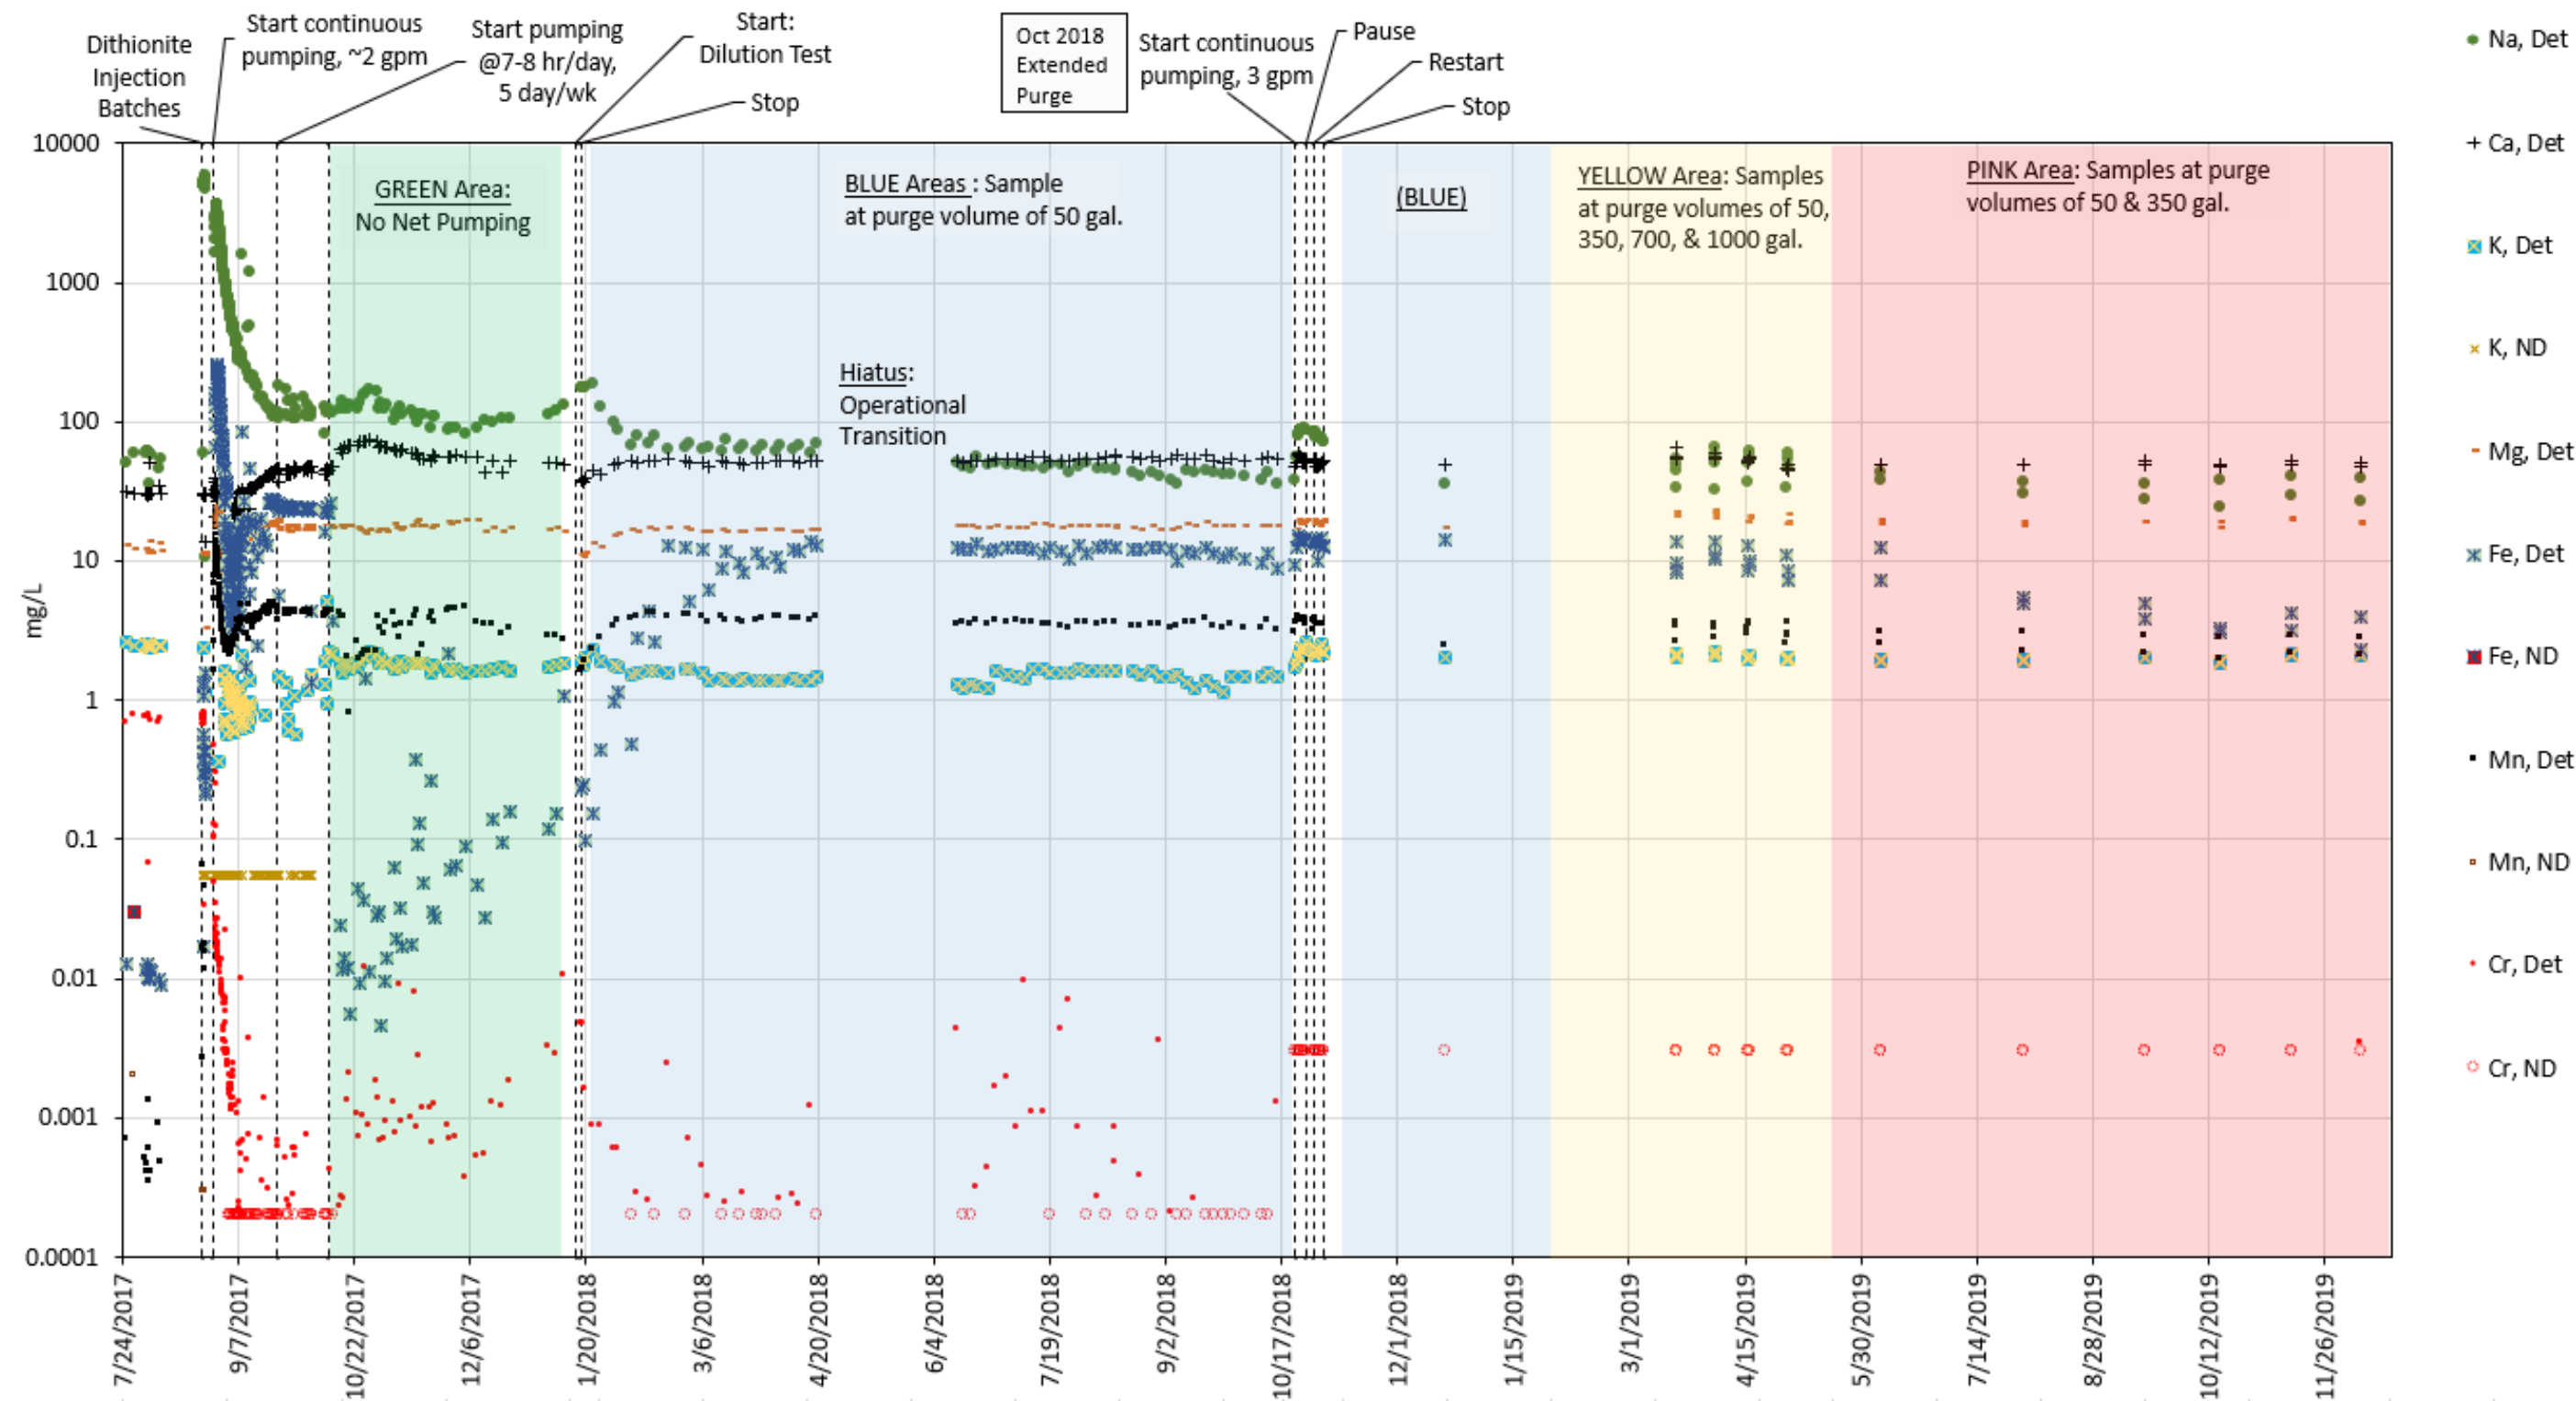 Dithionite
Injection
Batches
Start continuous
pumping, ~2 gpm
Start pumping
@7-8 hr/day,
5 day/wk
Start:
Dilution Test
Stop
Oct 2018
Extended
Purge
Start continuous
pumping, 3 gpm
Pause
Restart
Stop
GREEN Area:
No Net Pumping
BLUE Areas : Sample
at purge volume of 50 gal.
(BLUE)
YELLOW Area: Samples
at purge volumes of 50,
350, 700, & 1000 gal.
PINK Area: Samples at purge
volumes of 50 & 350 gal.
Hiatus:
Operational
Transition
mg/L
10000
1000
100
10
1
0.1
0.01
0.001
0.0001
7/24/2017
9/7/2017
10/22/2017
12/6/2017
1/20/2018
3/6/2018
4/20/2018
6/4/2018
7/19/2018
9/2/2018
10/17/2018
12/1/2018
1/15/2019
3/1/2019
4/15/2019
5/30/2019
7/14/2019
8/28/2019
10/12/2019
11/26/2019
Na, Det
Ca, Det
K, Det
K, ND
Mg, Det
Fe, Det
Fe, ND
Mn, Det
Mn, ND
Cr, Det
Cr, ND